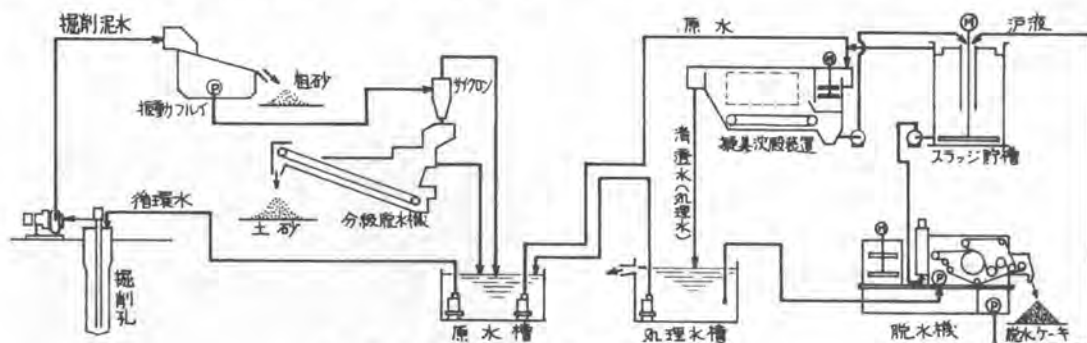 掘削泥水
粗砂
振動フルイ
P
サイクロン
原水
M
凝集沈殿装置
M
沪液
スラッジ貯槽
清澄水(処理水)
循環水
土砂
分級脱水機
掘削孔
原水槽
処理水槽
M
P
P
脱水機
脱水ケーキ